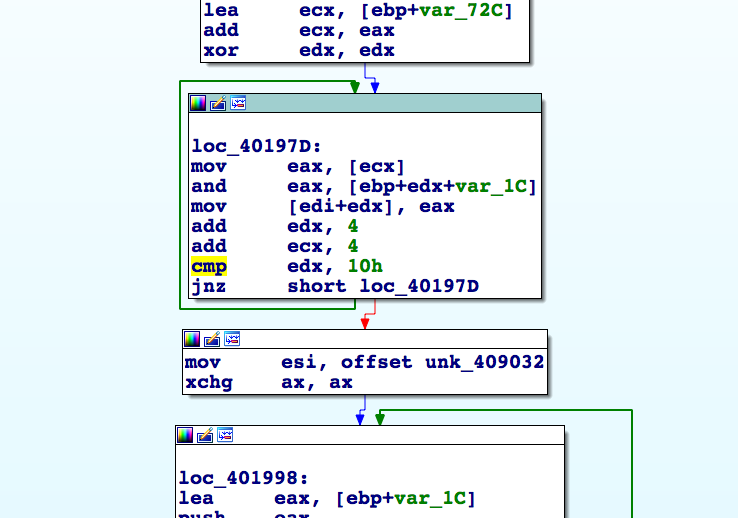 lea ecx, [ebp+var_72C]
add ecx, eax
xor edx, edx
loc_40197D:
mov eax, [ecx]
and eax, [ebp+edx+var_1C]
mov [edi+edx], eax
add edx, 4
add ecx, 4
cmp edx, 10h
jnz short loc_40197D
mov esi, offset unk_409032
xchg ax, ax
loc_401998:
lea eax, [ebp+var_1C]
push eax